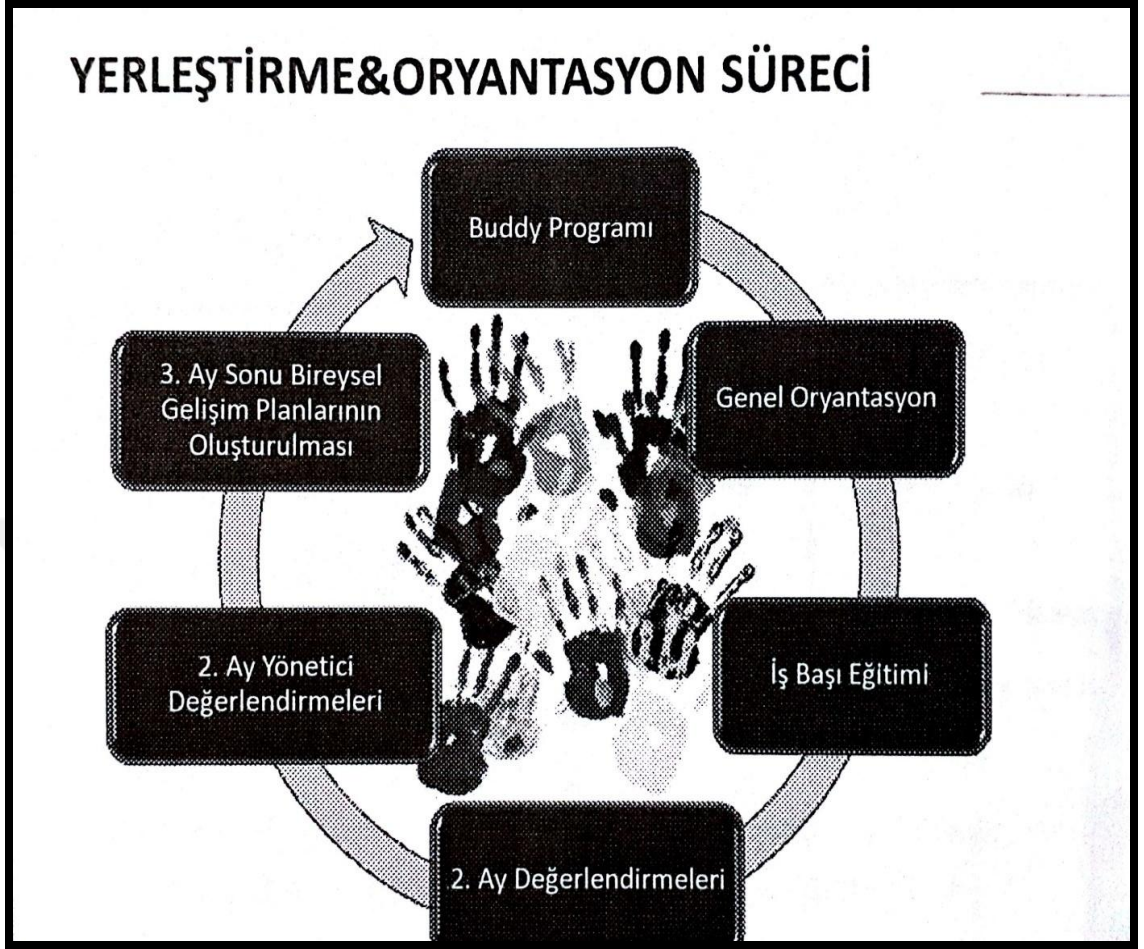 YERLEŞTİRME&ORYANTASYON SÜRECİ
Buddy Programı
Genel Oryantasyon
İş Başı Eğitimi
2. Ay Değerlendirmeleri
2. Ay Yönetici
Değerlendirmeleri
3. Ay Sonu Bireysel
Gelişim Planlarının
Oluşturulması